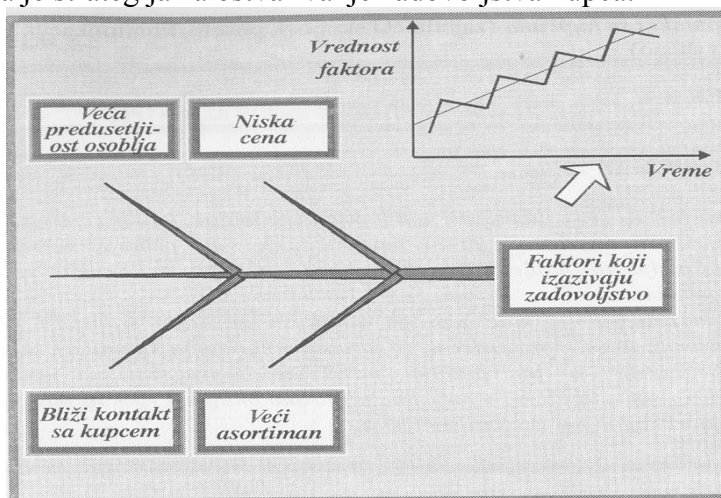 Vrednost
faktora
Vreme
Veća
predusetlji-
ost osoblja
Niska
cena
Faktori koji
izazivaju
zadovoljstvo
Bliži kontakt
sa kupcem
Veći
asortiman